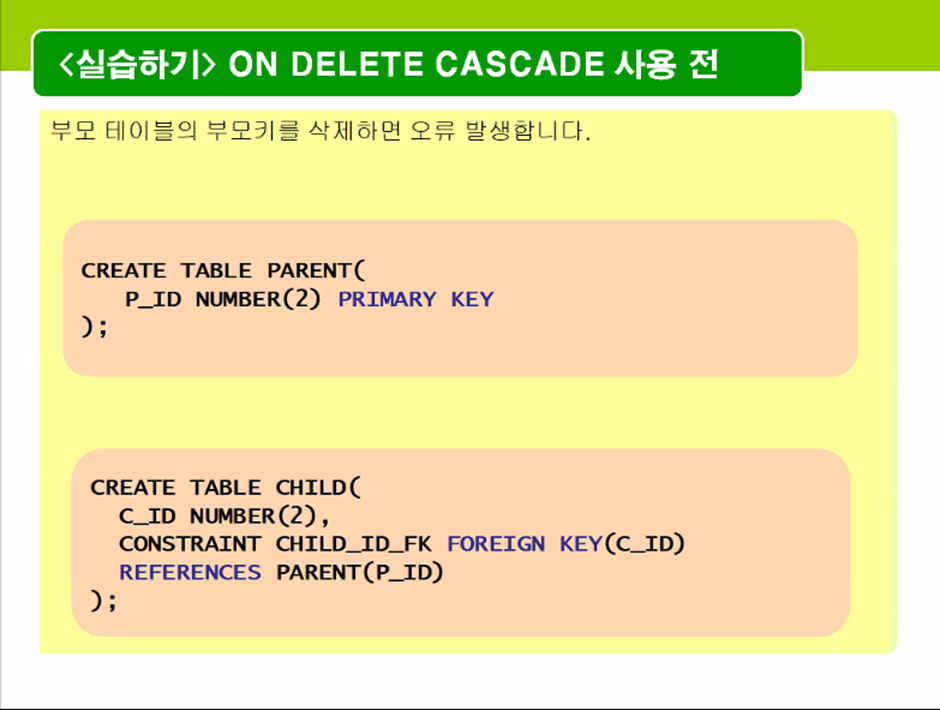 <실습하기> ON DELETE CASCADE 사용 전
부모 테이블의 부모키를 삭제하면 오류 발생합니다.
CREATE TABLE PARENT(
P_ID NUMBER(2) PRIMARY KEY
);
CREATE TABLE CHILD(
C_ID NUMBER(2),
CONSTRAINT CHILD_ID_FK FOREIGN KEY(C_ID)
REFERENCES PARENT(P_ID)
);